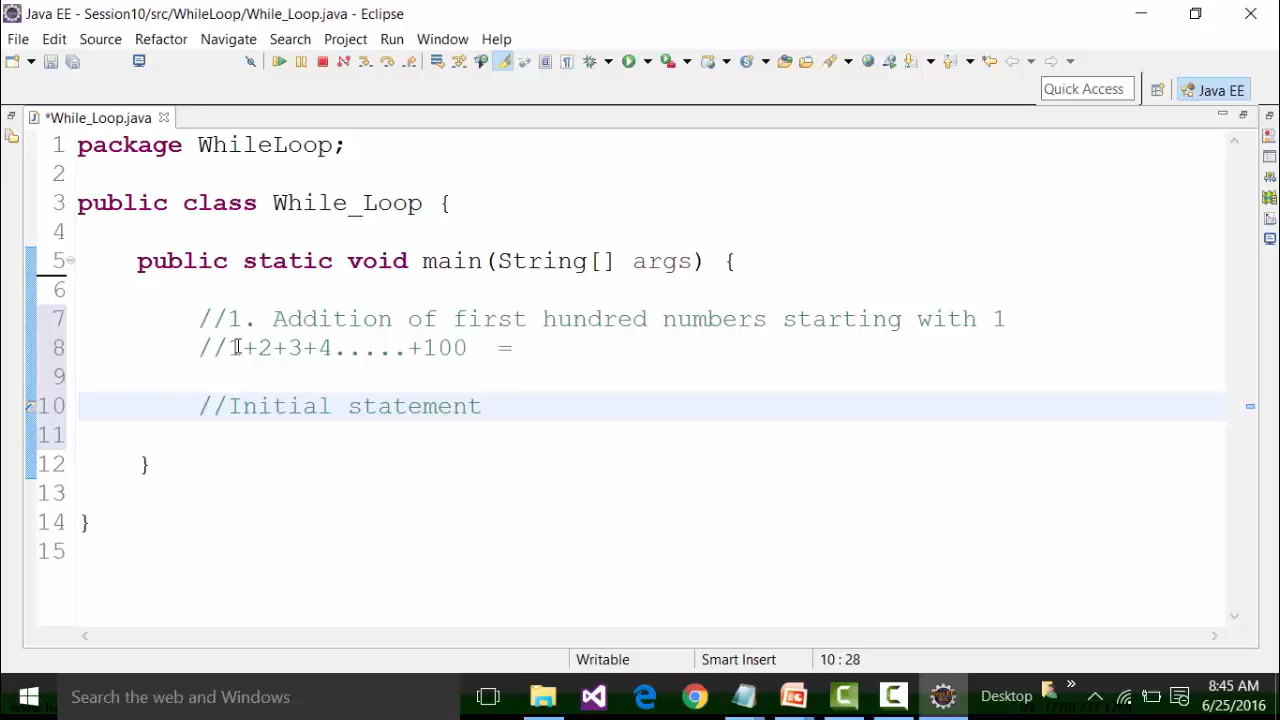 Java EE - Session10/src/WhileLoop/While_Loop.java - Eclipse
File Edit Source Refactor Navigate Search Project Run Window Help
Quick Access
Java EE
*While_Loop.java
1 package WhileLoop;
2
3 public class While_Loop {
4
5 public static void main(String[] args) {
6
7 //1. Addition of first hundred numbers starting with 1
8 //1+2+3+4.....+100 =
9
10 //Initial statement
11
12 }
13
14 }
15
Writable Smart Insert 10 : 28
Search the web and Windows
Desktop
8:45 AM
6/25/2016